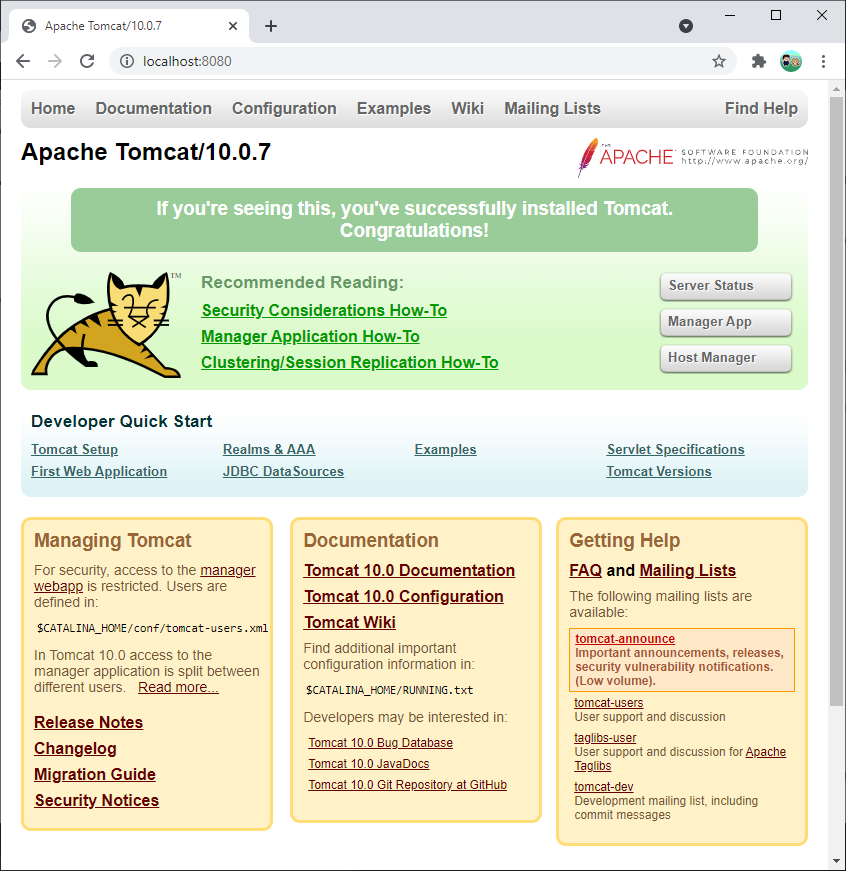 Apache Tomcat/10.0.7
localhost:8080
Home Documentation Configuration Examples Wiki Mailing Lists Find Help
Apache Tomcat/10.0.7
THE APACHE SOFTWARE FOUNDATION
http://www.apache.org/
If you're seeing this, you've successfully installed Tomcat.
Congratulations!
TM
Recommended Reading:
Security Considerations How-To
Manager Application How-To
Clustering/Session Replication How-To
Server Status
Manager App
Host Manager
Developer Quick Start
Tomcat Setup
First Web Application
Realms & AAA
JDBC DataSources
Examples
Servlet Specifications
Tomcat Versions
Managing Tomcat
For security, access to the manager
webapp is restricted. Users are
defined in:
$CATALINA_HOME/conf/tomcat-users.xml
In Tomcat 10.0 access to the
manager application is split between
different users. Read more...
Release Notes
Changelog
Migration Guide
Security Notices
Documentation
Tomcat 10.0 Documentation
Tomcat 10.0 Configuration
Tomcat Wiki
Find additional important
configuration information in:
$CATALINA_HOME/RUNNING.txt
Developers may be interested in:
Tomcat 10.0 Bug Database
Tomcat 10.0 JavaDocs
Tomcat 10.0 Git Repository at GitHub
Getting Help
FAQ and Mailing Lists
The following mailing lists are
available:
tomcat-announce
Important announcements, releases,
security vulnerability notifications.
(Low volume).
tomcat-users
User support and discussion
taglibs-user
User support and discussion for Apache
Taglibs
tomcat-dev
Development mailing list, including
commit messages